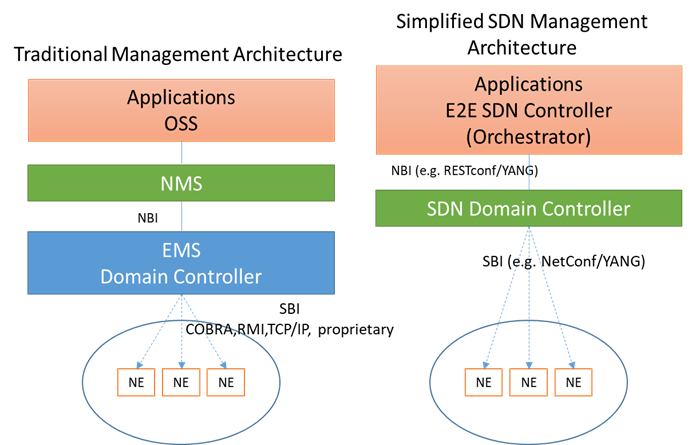 Traditional Management Architecture
Applications
OSS
NMS
NBI
EMS
Domain Controller
SBI
COBRA,RMI,TCP/IP, proprietary
NE NE NE
Simplified SDN Management
Architecture
Applications
E2E SDN Controller
(Orchestrator)
NBI (e.g. RESTconf/YANG)
SDN Domain Controller
SBI (e.g. NetConf/YANG)
NE NE NE